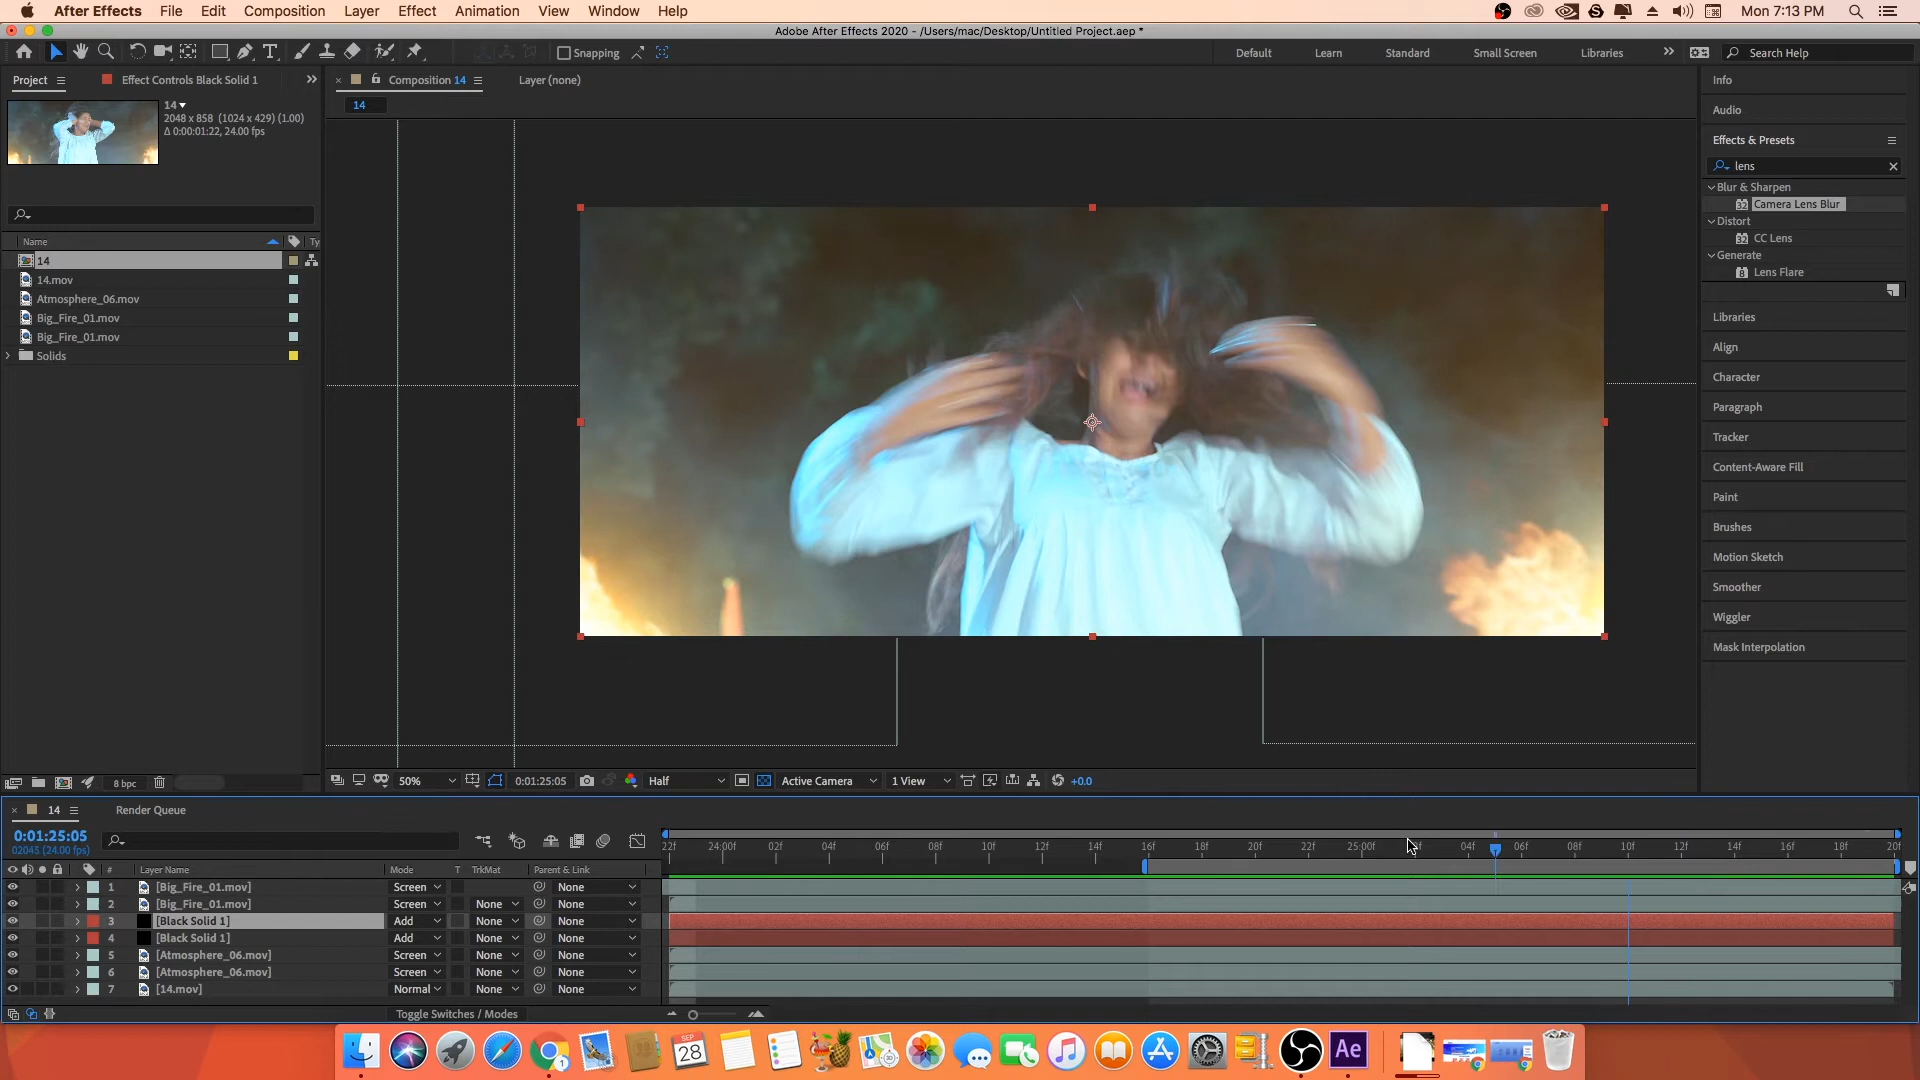 After Effects File Edit Composition Layer Effect Animation View Window Help Mon 7:13 PM
Adobe After Effects 2020 - /Users/mac/Desktop/Untitled Project.aep *
Snapping Default Learn Standard Small Screen Libraries » Search Help
Project Effect Controls Black Solid 1 » × Composition 14 Layer (none) Info
14
2048 x 858 (1024 x 429) (1.00)
Δ 0:00:01:22, 24.00 fps
14
Audio
Effects & Presets
lens
Blur & Sharpen
32 Camera Lens Blur
Distort
32 CC Lens
Generate
8 Lens Flare
Name Ty
14
14.mov
Atmosphere_06.mov
Big_Fire_01.mov
Big_Fire_01.mov
Solids
Libraries
Align
Character
Paragraph
Tracker
Content-Aware Fill
Paint
Brushes
Motion Sketch
Smoother
Wiggler
Mask Interpolation
8 bpc 50% 0:01:25:05 Half Active Camera 1 View +0.0
× 14 Render Queue
0:01:25:05
02045 (24.00 fps)
22f 24:00f 02f 04f 06f 08f 10f 12f 14f 16f 18f 20f 22f 25:00f 04f 06f 08f 10f 12f 14f 16f 18f 20f
# Layer Name Mode T TrkMat Parent & Link
1 [Big_Fire_01.mov] Screen None
2 [Big_Fire_01.mov] Screen None None
3 [Black Solid 1] Add None None
4 [Black Solid 1] Add None None
5 [Atmosphere_06.mov] Screen None None
6 [Atmosphere_06.mov] Screen None None
7 [14.mov] Normal None None
Toggle Switches / Modes
SEP
28
Ae